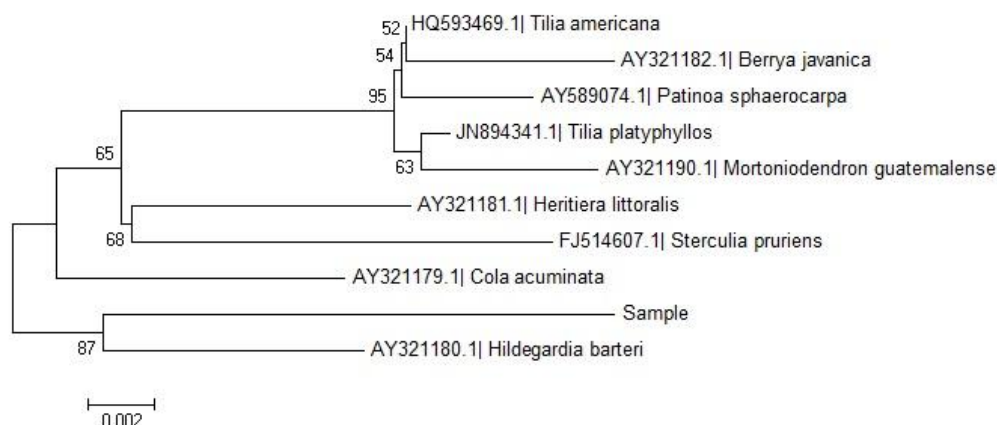 52
HQ593469.1| Tilia americana
54
AY321182.1| Berrya javanica
95
AY589074.1| Patinoa sphaerocarpa
JN894341.1| Tilia platyphyllos
65
63
AY321190.1| Mortoniodendron guatemalense
AY321181.1| Heritiera littoralis
68
FJ514607.1| Sterculia pruriens
AY321179.1| Cola acuminata
Sample
87
AY321180.1| Hildegardia barteri
0.002